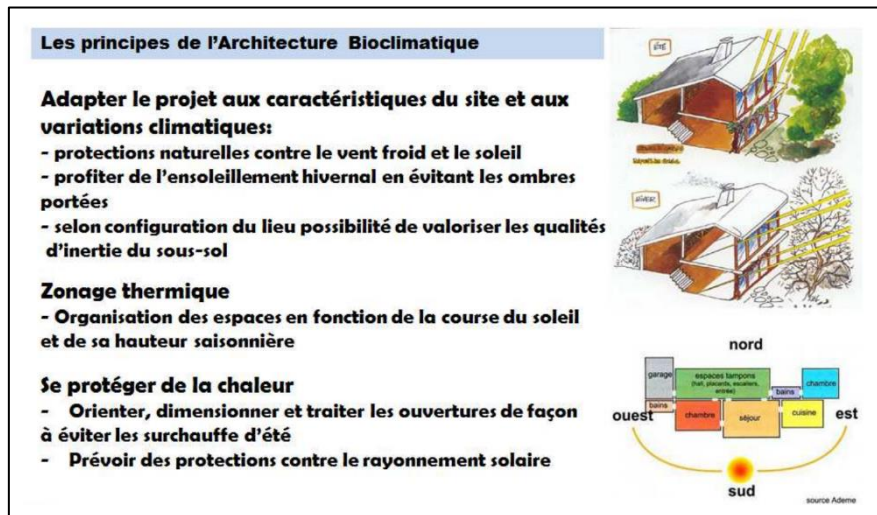 Les principes de l'Architecture Bioclimatique
Adapter le projet aux caractéristiques du site et aux
variations climatiques:
- protections naturelles contre le vent froid et le soleil
- profiter de l'ensoleillement hivernal en évitant les ombres
portées
- selon configuration du lieu possibilité de valoriser les qualités
d'inertie du sous-sol
Zonage thermique
- Organisation des espaces en fonction de la course du soleil
et de sa hauteur saisonnière
Se protéger de la chaleur
- Orienter, dimensionner et traiter les ouvertures de façon
à éviter les surchauffe d'été
- Prévoir des protections contre le rayonnement solaire
nord
garage
espaces tampons
(hall, placards, escaliers,
entrée)
bains
chambre
bains
ouest
chambre
séjour
cuisine
est
sud
source Ademe